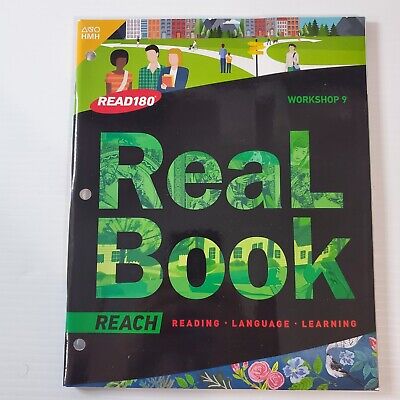 HMH
READ180
WORKSHOP 9
ReaL
Book
REACH
READING · LANGUAGE · LEARNING